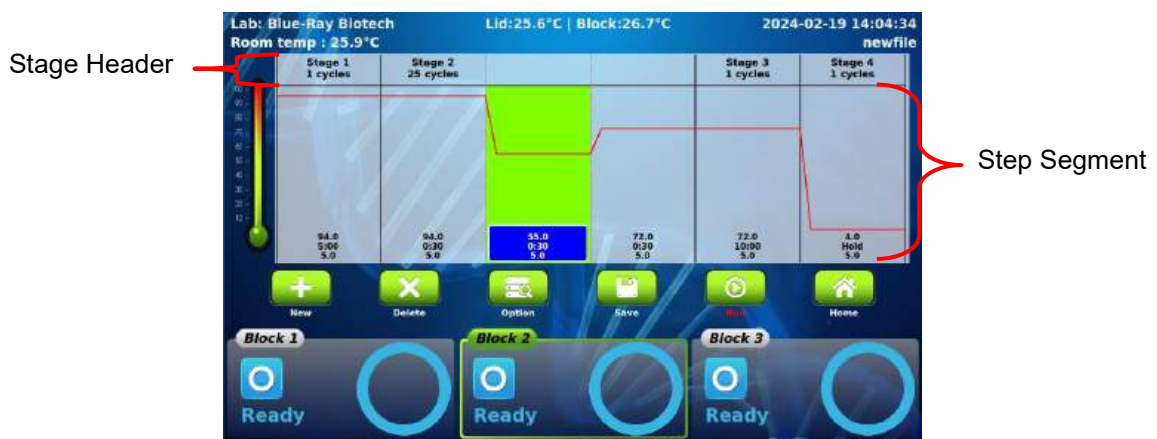 Lab: Blue-Ray Biotech Lid:25.6°C | Block:26.7°C 2024-02-19 14:04:34
Room temp : 25.9°C newfile
Stage Header
Stage 1 Stage 2 Stage 3 Stage 4
1 cycles 25 cycles 1 cycles 1 cycles
Step Segment
94.0 94.0 55.0 72.0 72.0 4.0
5:00 0:30 0:30 0:30 10:00 Hold
5.0 5.0 5.0 5.0 5.0 5.0
New Delete Option Save Run Home
Block 1 Block 2 Block 3
Ready Ready Ready